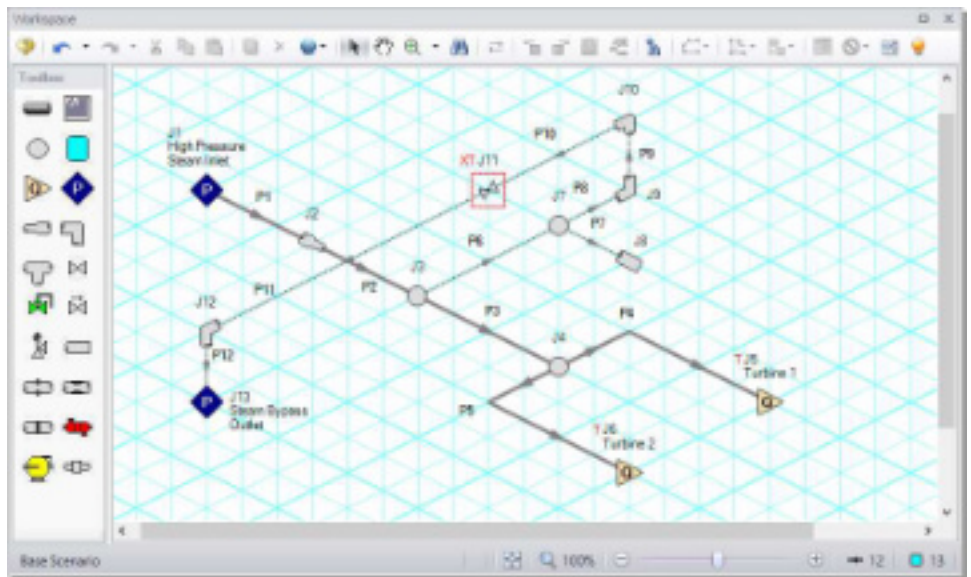 Workspace
Toolbox
J1
High Pressure
Steam Inlet
P1
J2
P2
J3
P3
J4
P4
T J5
Turbine 1
P5
T J6
Turbine 2
P6
J7
P7
J8
P8
J9
P9
J10
P10
XT J11
P11
J12
P12
J13
Steam Bypass
Outlet
P
P
P
Base Scenario
100%
12
13